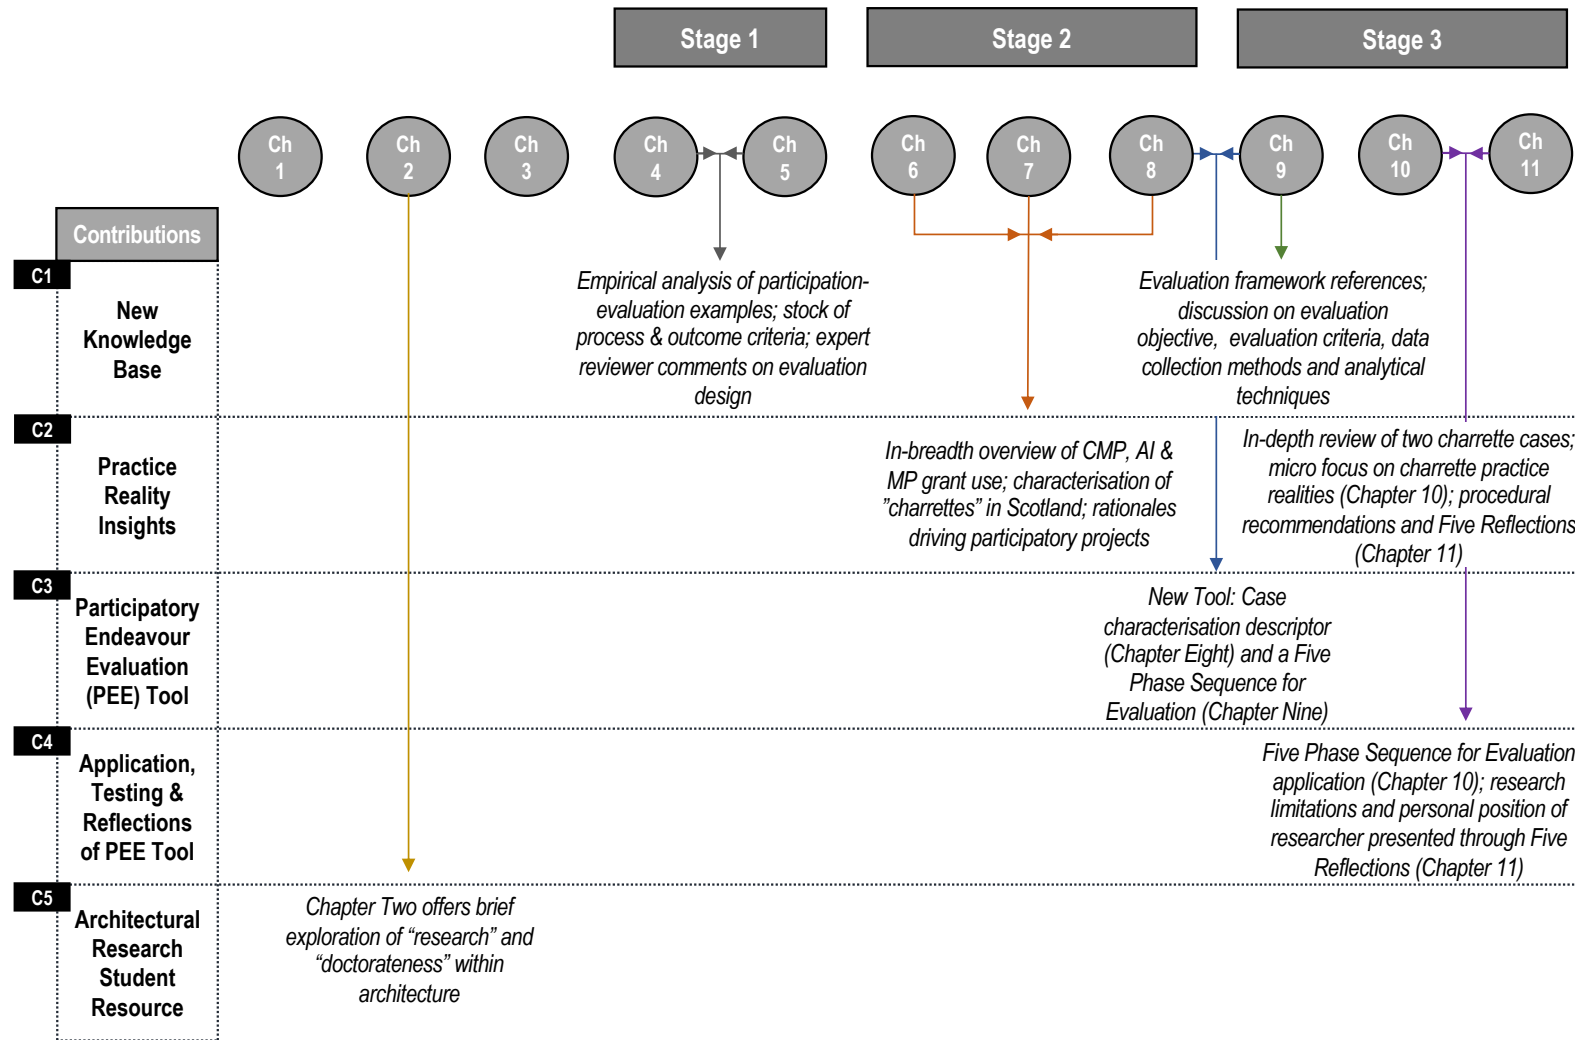 Stage 1
Stage 2
Stage 3
Ch
1
Ch
2
Ch
3
Ch
4
Ch
5
Ch
6
Ch
7
Ch
8
Ch
9
Ch
10
Ch
11
Contributions
C1
New
Knowledge
Base
Empirical analysis of participation-
evaluation examples; stock of
process & outcome criteria; expert
reviewer comments on evaluation
design
Evaluation framework references;
discussion on evaluation
objective, evaluation criteria, data
collection methods and analytical
techniques
C2
Practice
Reality
Insights
In-breadth overview of CMP, AI &
MP grant use; characterisation of
”charrettes” in Scotland; rationales
driving participatory projects
In-depth review of two charrette cases;
micro focus on charrette practice
realities (Chapter 10); procedural
recommendations and Five Reflections
(Chapter 11)
C3
Participatory
Endeavour
Evaluation
(PEE) Tool
New Tool: Case
characterisation descriptor
(Chapter Eight) and a Five
Phase Sequence for
Evaluation (Chapter Nine)
C4
Application,
Testing &
Reflections
of PEE Tool
Five Phase Sequence for Evaluation
application (Chapter 10); research
limitations and personal position of
researcher presented through Five
Reflections (Chapter 11)
C5
Architectural
Research
Student
Resource
Chapter Two offers brief
exploration of “research” and
“doctorateness” within
architecture